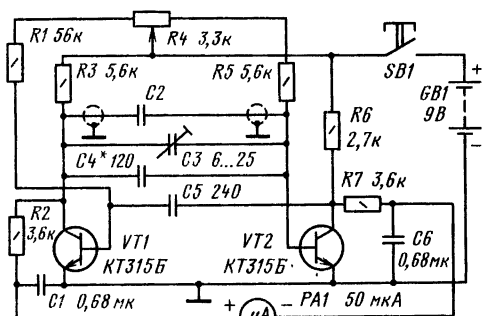 R1 56к
R4 3,3к
R3 5,6к
R5 5,6к
SB1
+
GB1
9В
−
C2
R6
2,7к
C4* 120
C3 6...25
C5 240
R7 3,6к
R2
3,6к
VT1
КТ315Б
VT2
КТ315Б
C6
0,68мк
C1 0,68 мк
+
μA
−
PA1 50 мкА